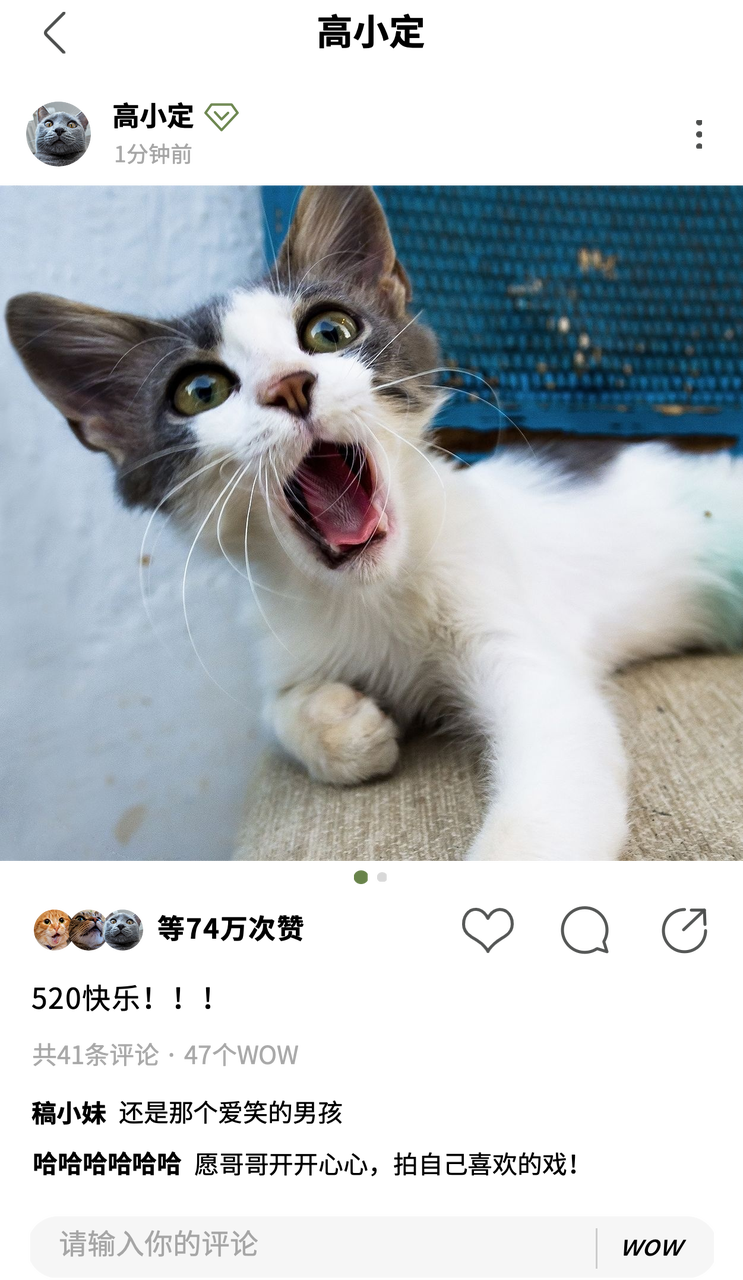 高小定
高小定
1分钟前
等74万次赞
520快乐！！！
共41条评论 · 47个WOW
稿小妹 还是那个爱笑的男孩
哈哈哈哈哈哈 愿哥哥开开心心，拍自己喜欢的戏！
请输入你的评论 WOW